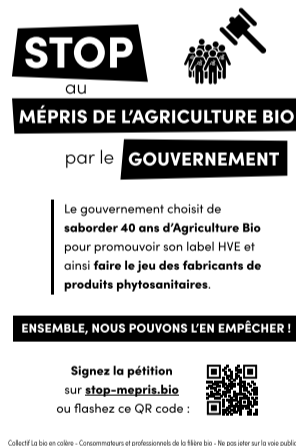 STOP
au
MÉPRIS DE L'AGRICULTURE BIO
par le GOUVERNEMENT
Le gouvernement choisit de
saborder 40 ans d'Agriculture Bio
pour promouvoir son label HVE et
ainsi faire le jeu des fabricants de
produits phytosanitaires.
ENSEMBLE, NOUS POUVONS L'EN EMPÊCHER !
Signez la pétition
sur stop-mepris.bio
ou flashez ce QR code :
Collectif La bio en colère - Consommateurs et professionnels de la filière bio - Ne pas jeter sur la voie public